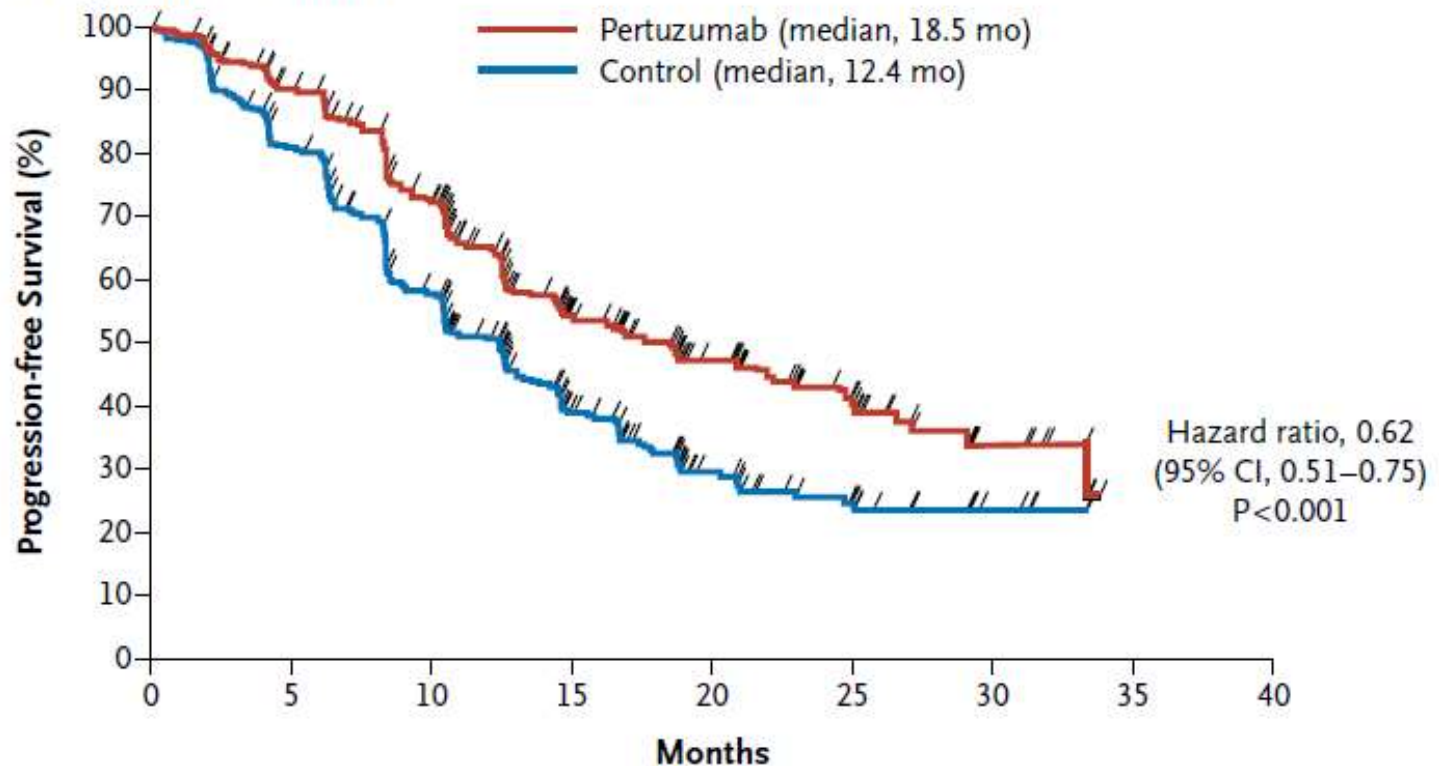 Pertuzumab (median, 18.5 mo)
Control (median, 12.4 mo)
Progression-free Survival (%)
100
90
80
70
60
50
40
30
20
10
0
Hazard ratio, 0.62
(95% CI, 0.51–0.75)
P<0.001
0 5 10 15 20 25 30 35 40
Months